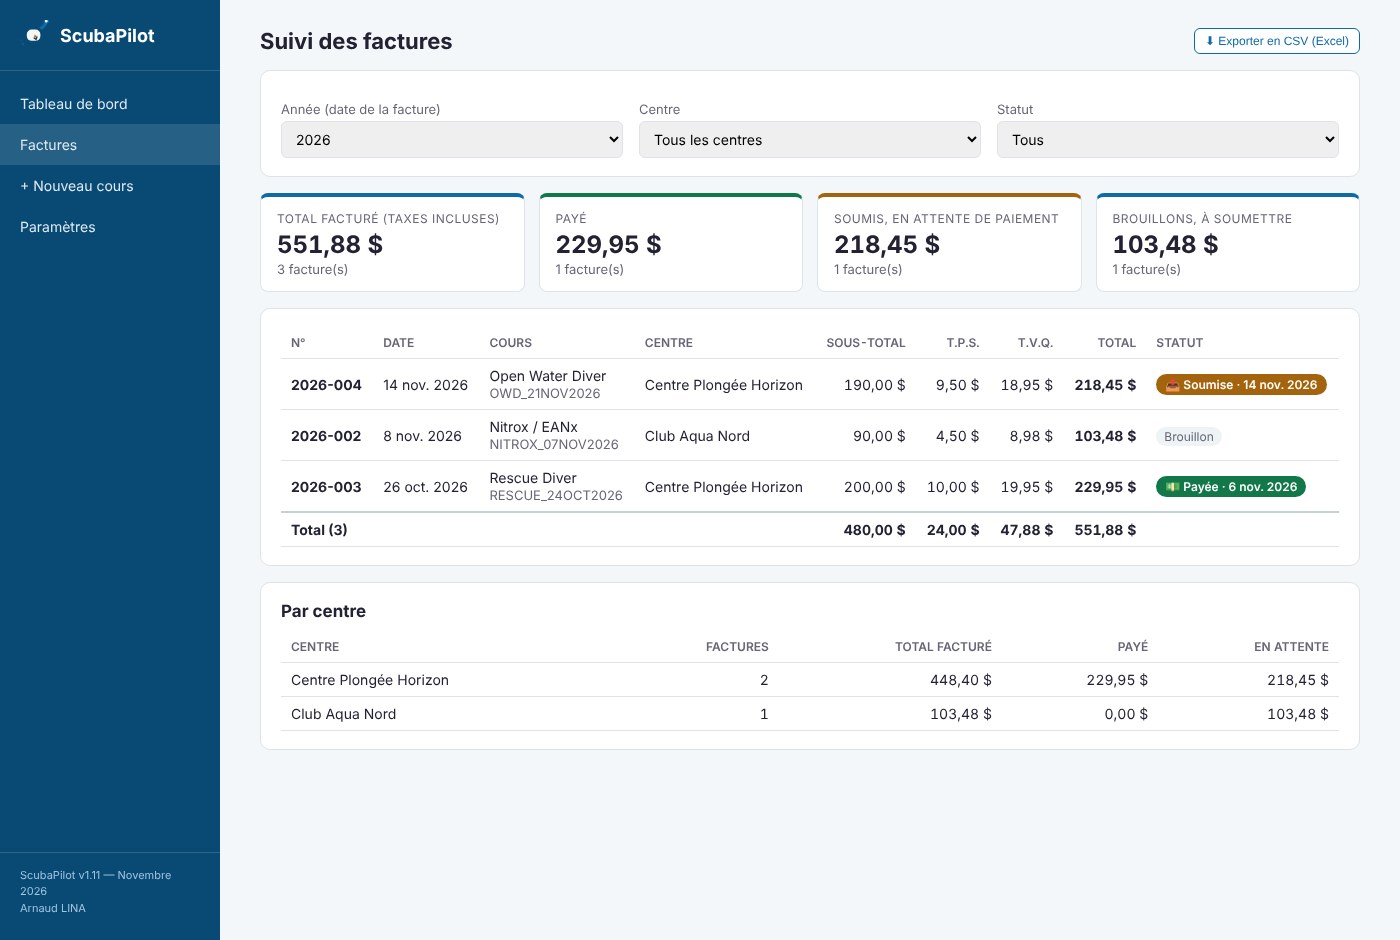 ScubaPilot
Tableau de bord
Factures
+ Nouveau cours
Paramètres
ScubaPilot v1.11 — Novembre
2026
Arnaud LINA
Suivi des factures
⬇ Exporter en CSV (Excel)
Année (date de la facture) Centre Statut
2026 Tous les centres Tous
TOTAL FACTURÉ (TAXES INCLUSES)
551,88 $
3 facture(s)
PAYÉ
229,95 $
1 facture(s)
SOUMIS, EN ATTENTE DE PAIEMENT
218,45 $
1 facture(s)
BROUILLONS, À SOUMETTRE
103,48 $
1 facture(s)
N° DATE COURS CENTRE SOUS-TOTAL T.P.S. T.V.Q. TOTAL STATUT
2026-004 14 nov. 2026 Open Water Diver Centre Plongée Horizon 190,00 $ 9,50 $ 18,95 $ 218,45 $ 📤 Soumise · 14 nov. 2026
OWD_21NOV2026
2026-002 8 nov. 2026 Nitrox / EANx Club Aqua Nord 90,00 $ 4,50 $ 8,98 $ 103,48 $ Brouillon
NITROX_07NOV2026
2026-003 26 oct. 2026 Rescue Diver Centre Plongée Horizon 200,00 $ 10,00 $ 19,95 $ 229,95 $ 💵 Payée · 6 nov. 2026
RESCUE_24OCT2026
Total (3) 480,00 $ 24,00 $ 47,88 $ 551,88 $
Par centre
CENTRE FACTURES TOTAL FACTURÉ PAYÉ EN ATTENTE
Centre Plongée Horizon 2 448,40 $ 229,95 $ 218,45 $
Club Aqua Nord 1 103,48 $ 0,00 $ 103,48 $